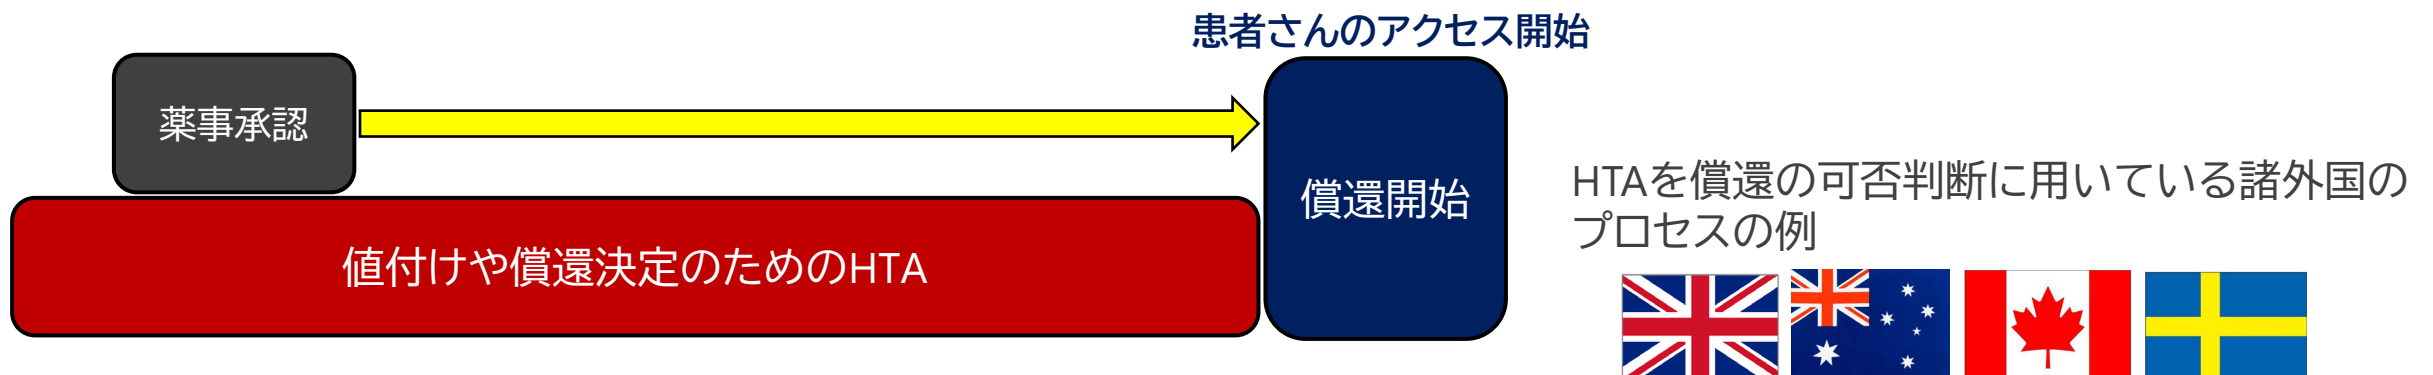 患者さんのアクセス開始
薬事承認
償還開始
値付けや償還決定のためのHTA
HTAを償還の可否判断に用いている諸外国の
プロセスの例